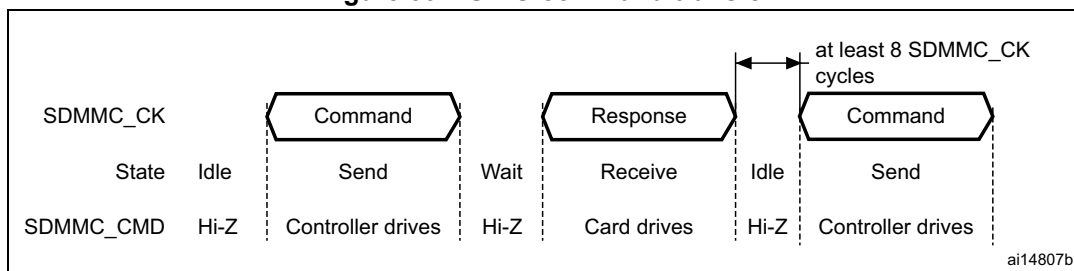 at least 8 SDMMC_CK
cycles
SDMMC_CK Command Response Command
State Idle Send Wait Receive Idle Send
SDMMC_CMD Hi-Z Controller drives Hi-Z Card drives Hi-Z Controller drives
ai14807b